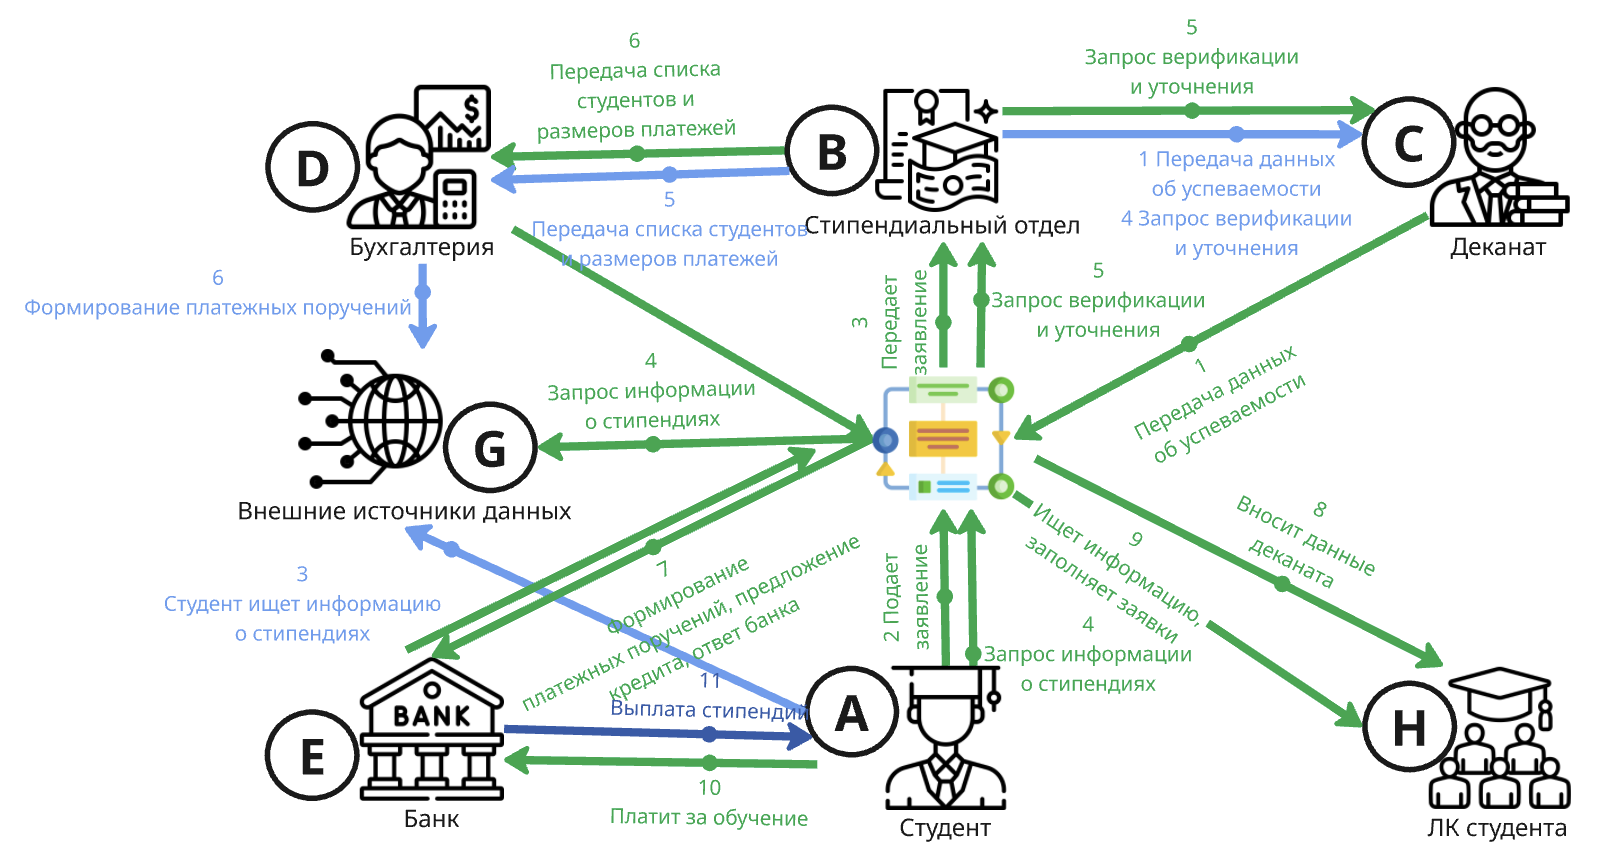 6
Передача списка
студентов и
размеров платежей
5
Запрос верификации
и уточнения
D
$
Бухгалтерия
B
Стипендиальный отдел
C
Деканат
1 Передача данных
об успеваемости
4 Запрос верификации
и уточнения
5
Передача списка студентов
и размеров платежей
6
Формирование платежных поручений
3
Передает
заявление
5
Запрос верификации
и уточнения
1
Передача данных
об успеваемости
4
Запрос информации
о стипендиях
G
Внешние источники данных
3
Студент ищет информацию
о стипендиях
7
Формирование
платежных поручений, предложение
кредита, ответ банка
2 Подает
заявление
4
Запрос информации
о стипендиях
9
Ищет информацию,
заполняет заявки
8
Вносит данные
деканата
11
Выплата стипендий
10
Платит за обучение
E
BANK
Банк
A
Студент
H
ЛК студента